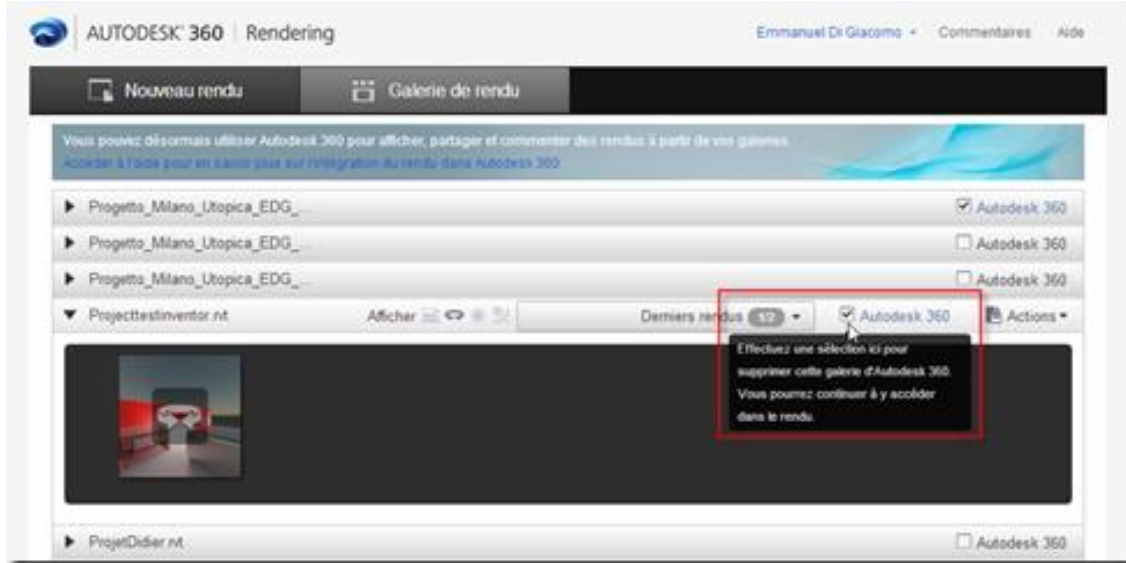 AUTODESK® 360 | Rendering
Emmanuel Di Giacomo
Commentaires
Aide
Nouveau rendu
Galerie de rendu
Vous pouvez désormais utiliser Autodesk 360 pour afficher, partager et commenter des rendus à partir de vos galeries
Accéder à l'aide pour en savoir plus sur l'intégration du rendu dans Autodesk 360
Progetto_Milano_Utopica_EDG_...
Autodesk 360
Progetto_Milano_Utopica_EDG_...
Autodesk 360
Progetto_Milano_Utopica_EDG_...
Autodesk 360
Projecttestinventor.rvt
Afficher
Derniers rendus
Autodesk 360
Actions
Effectuez une sélection ici pour
supprimer cette galerie d'Autodesk 360.
Vous pourrez continuer à y accéder
dans le rendu.
ProjetDidier.rvt
Autodesk 360